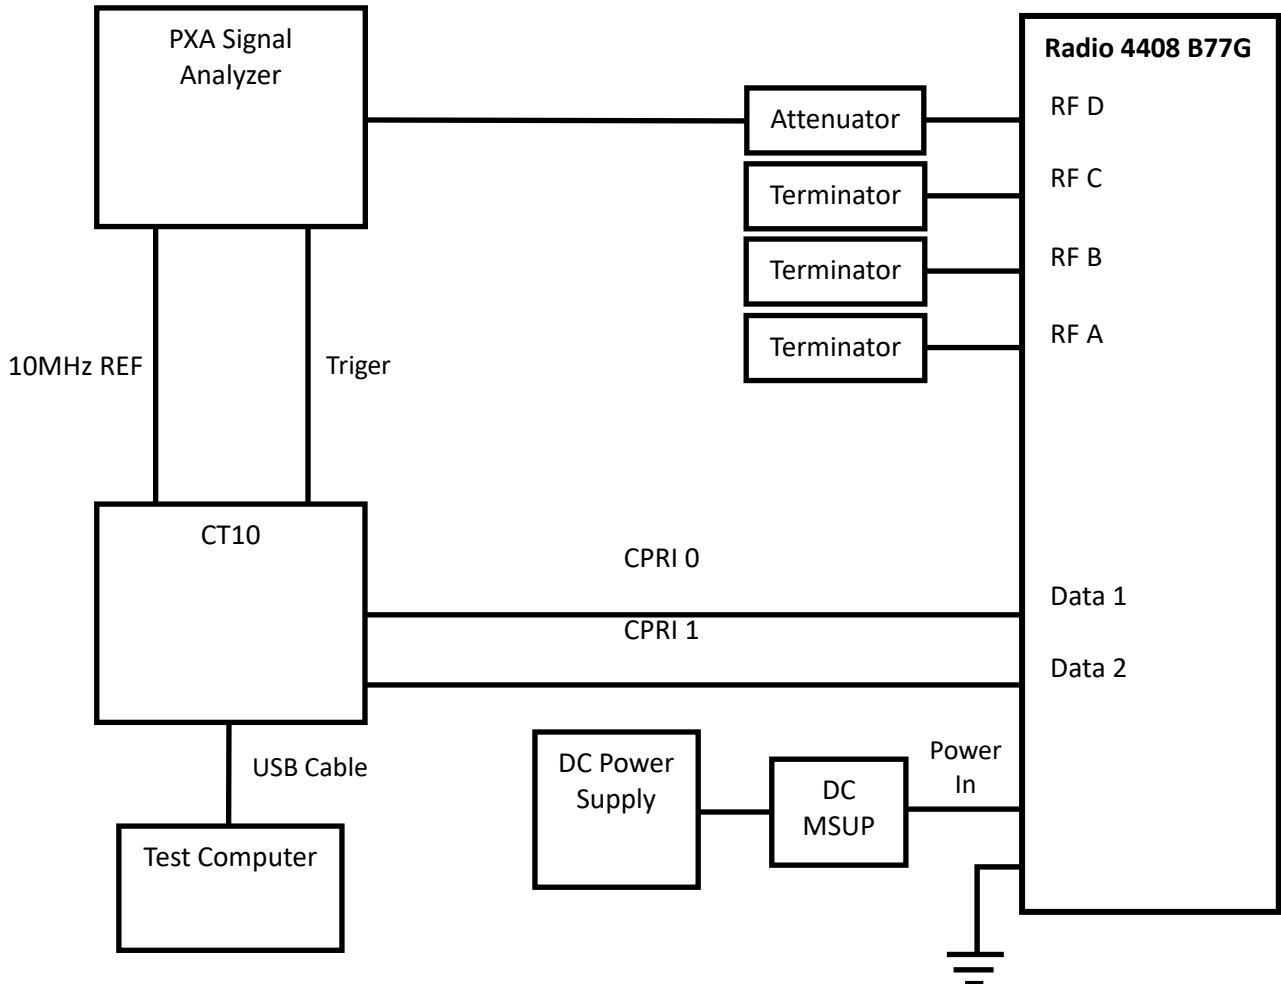 PXA Signal
Analyzer
Radio 4408 B77G
Attenuator
RF D
Terminator
RF C
Terminator
RF B
Terminator
RF A
10MHz REF
Triger
CT10
CPRI 0
Data 1
CPRI 1
Data 2
USB Cable
DC Power
Supply
DC
MSUP
Power
In
Test Computer